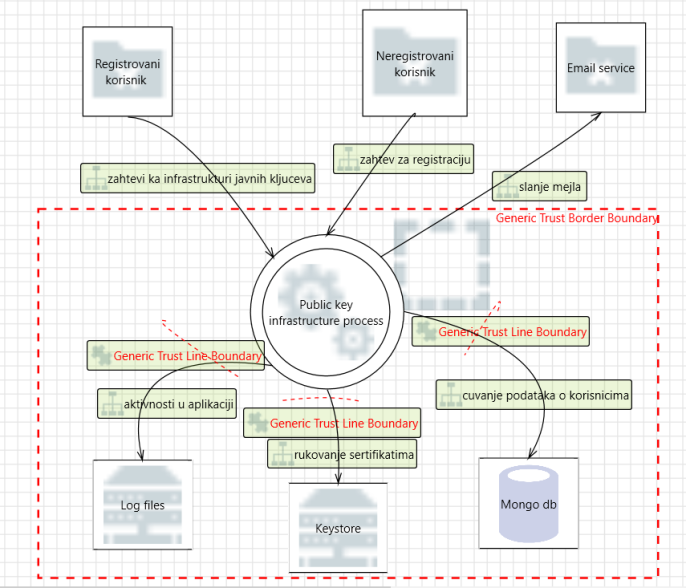 Registrovani
korisnik
Neregistrovani
korisnik
Email service
zahtevi ka infrastrukturi javnih kljuceva
zahtev za registraciju
slanje mejla
Generic Trust Border Boundary
Public key
infrastructure process
Generic Trust Line Boundary
Generic Trust Line Boundary
aktivnosti u aplikaciji
cuvanje podataka o korisnicima
Generic Trust Line Boundary
rukovanje sertifikatima
Log files
Keystore
Mongo db